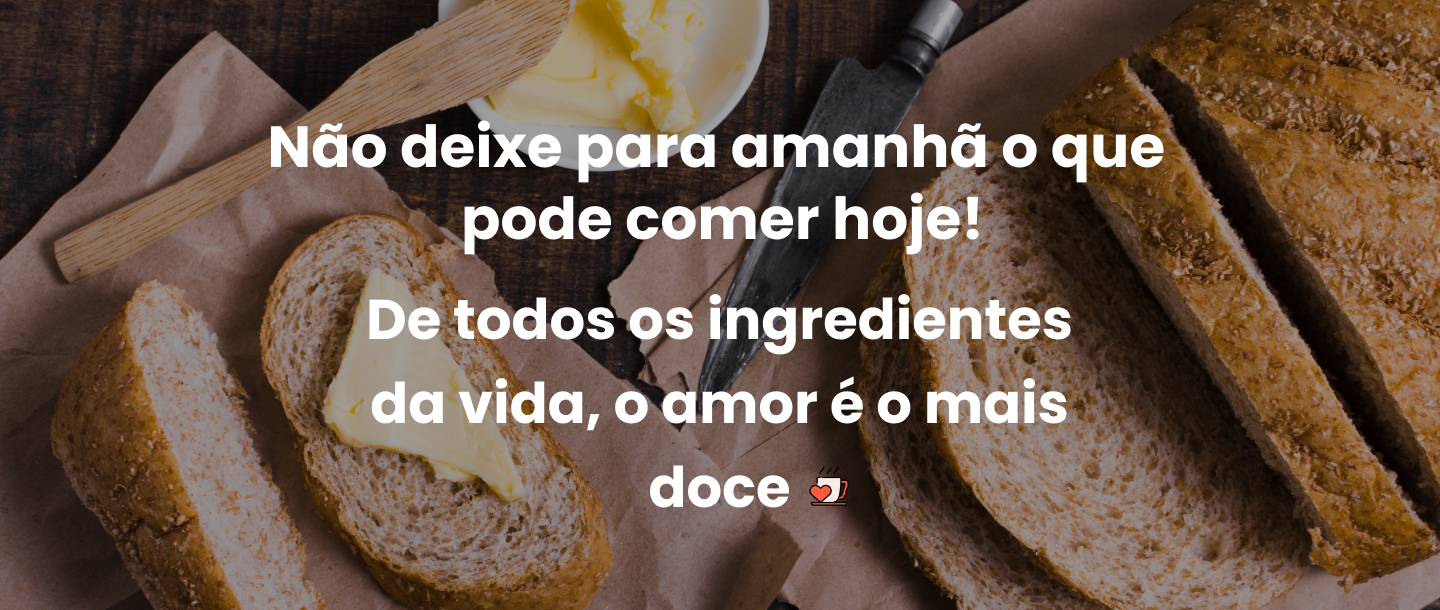 Não deixe para amanhã o que
pode comer hoje!
De todos os ingredientes
da vida, o amor é o mais
doce